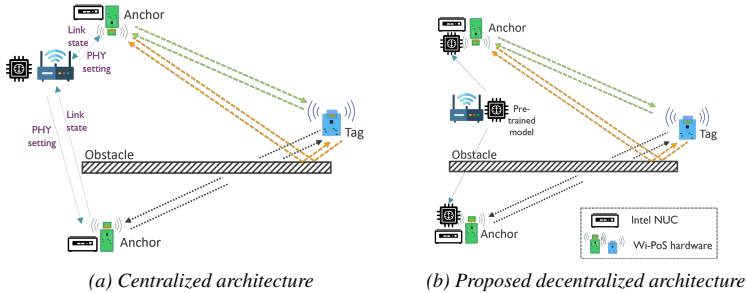 Anchor
Link
state
PHY
setting
PHY
setting
Link
state
Tag
Obstacle
Anchor
(a) Centralized architecture
Anchor
Pre-
trained
model
Tag
Obstacle
Anchor
Intel NUC
Wi-PoS hardware
(b) Proposed decentralized architecture